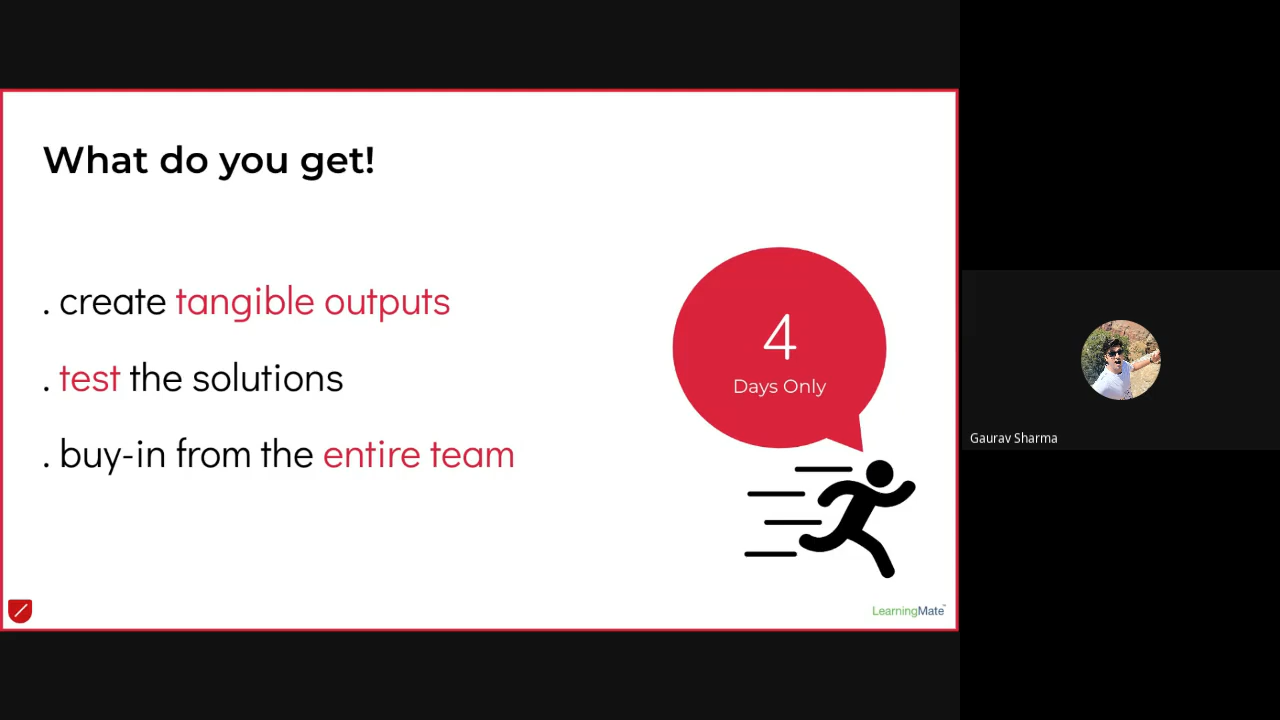 What do you get!
. create tangible outputs
. test the solutions
. buy-in from the entire team
4
Days Only
LearningMate™
Gaurav Sharma